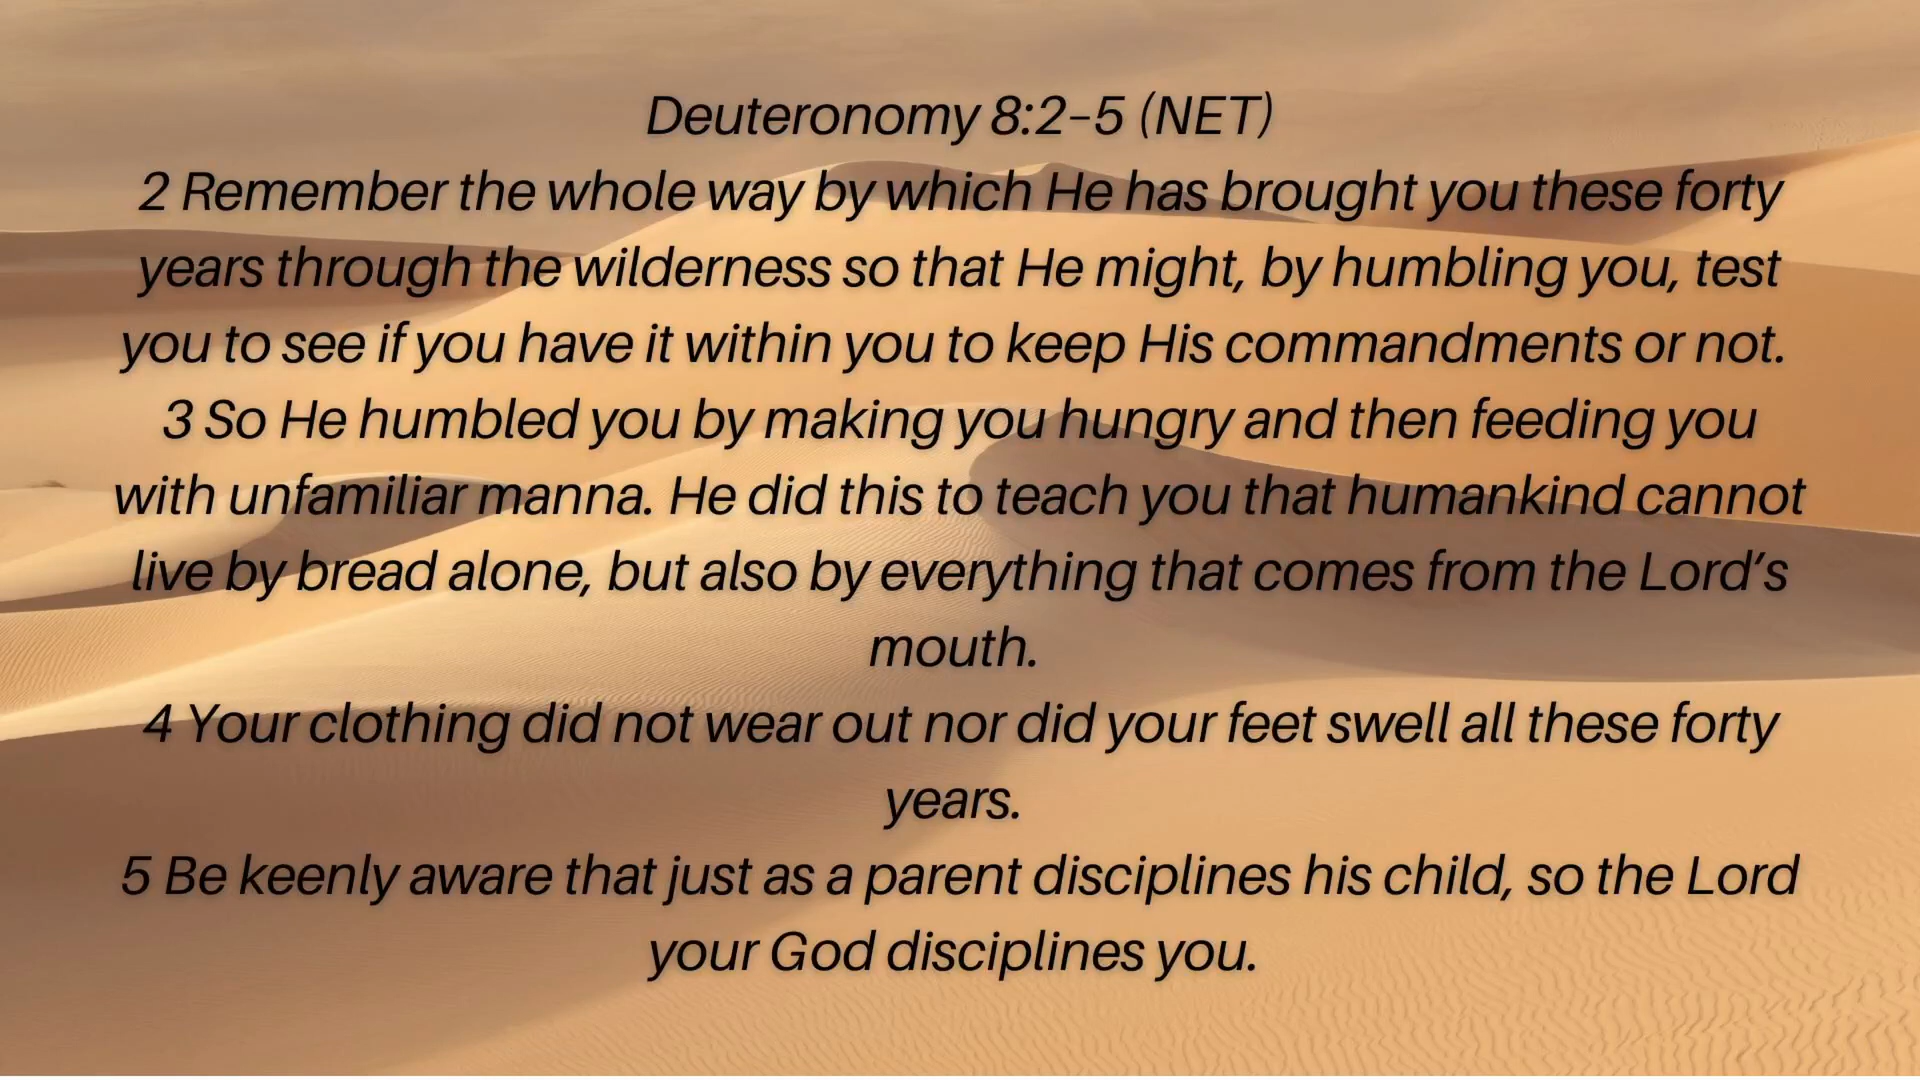 Deuteronomy 8:2–5 (NET)
2 Remember the whole way by which He has brought you these forty
years through the wilderness so that He might, by humbling you, test
you to see if you have it within you to keep His commandments or not.
3 So He humbled you by making you hungry and then feeding you
with unfamiliar manna. He did this to teach you that humankind cannot
live by bread alone, but also by everything that comes from the Lord’s
mouth.
4 Your clothing did not wear out nor did your feet swell all these forty
years.
5 Be keenly aware that just as a parent disciplines his child, so the Lord
your God disciplines you.